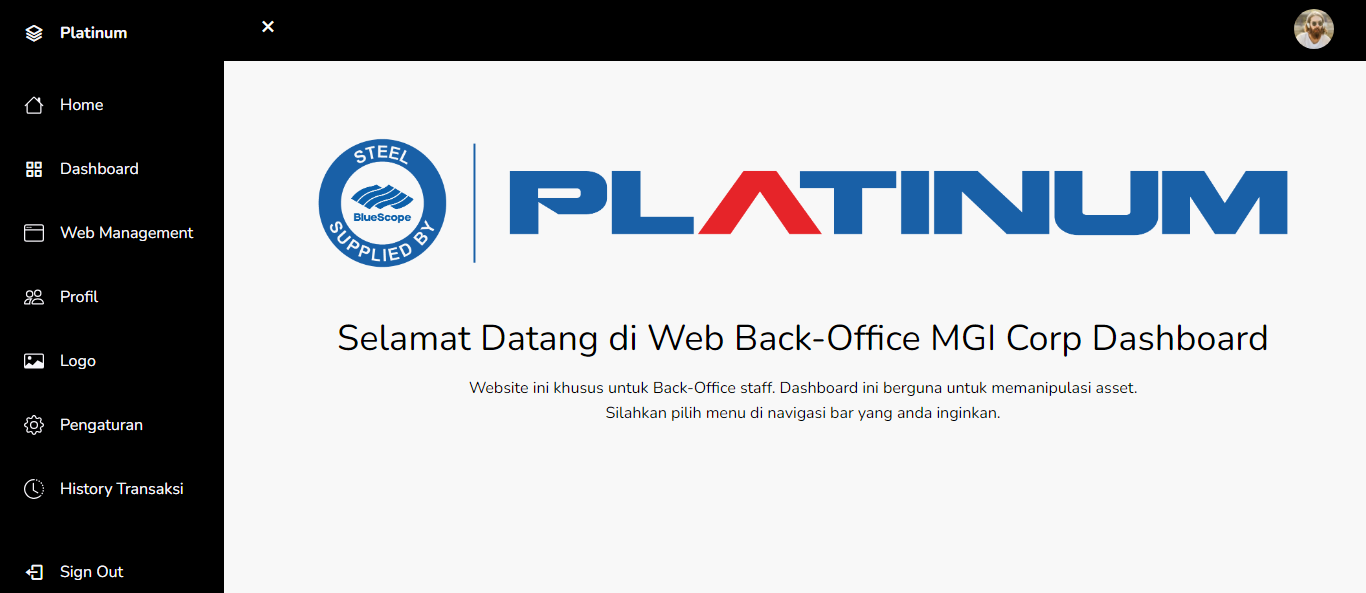 Platinum
Home
Dashboard
Web Management
Profil
Logo
Pengaturan
History Transaksi
Sign Out
STEEL
BlueScope
SUPPLIED BY
PLATINUM
Selamat Datang di Web Back-Office MGI Corp Dashboard
Website ini khusus untuk Back-Office staff. Dashboard ini berguna untuk memanipulasi asset.
Silahkan pilih menu di navigasi bar yang anda inginkan.